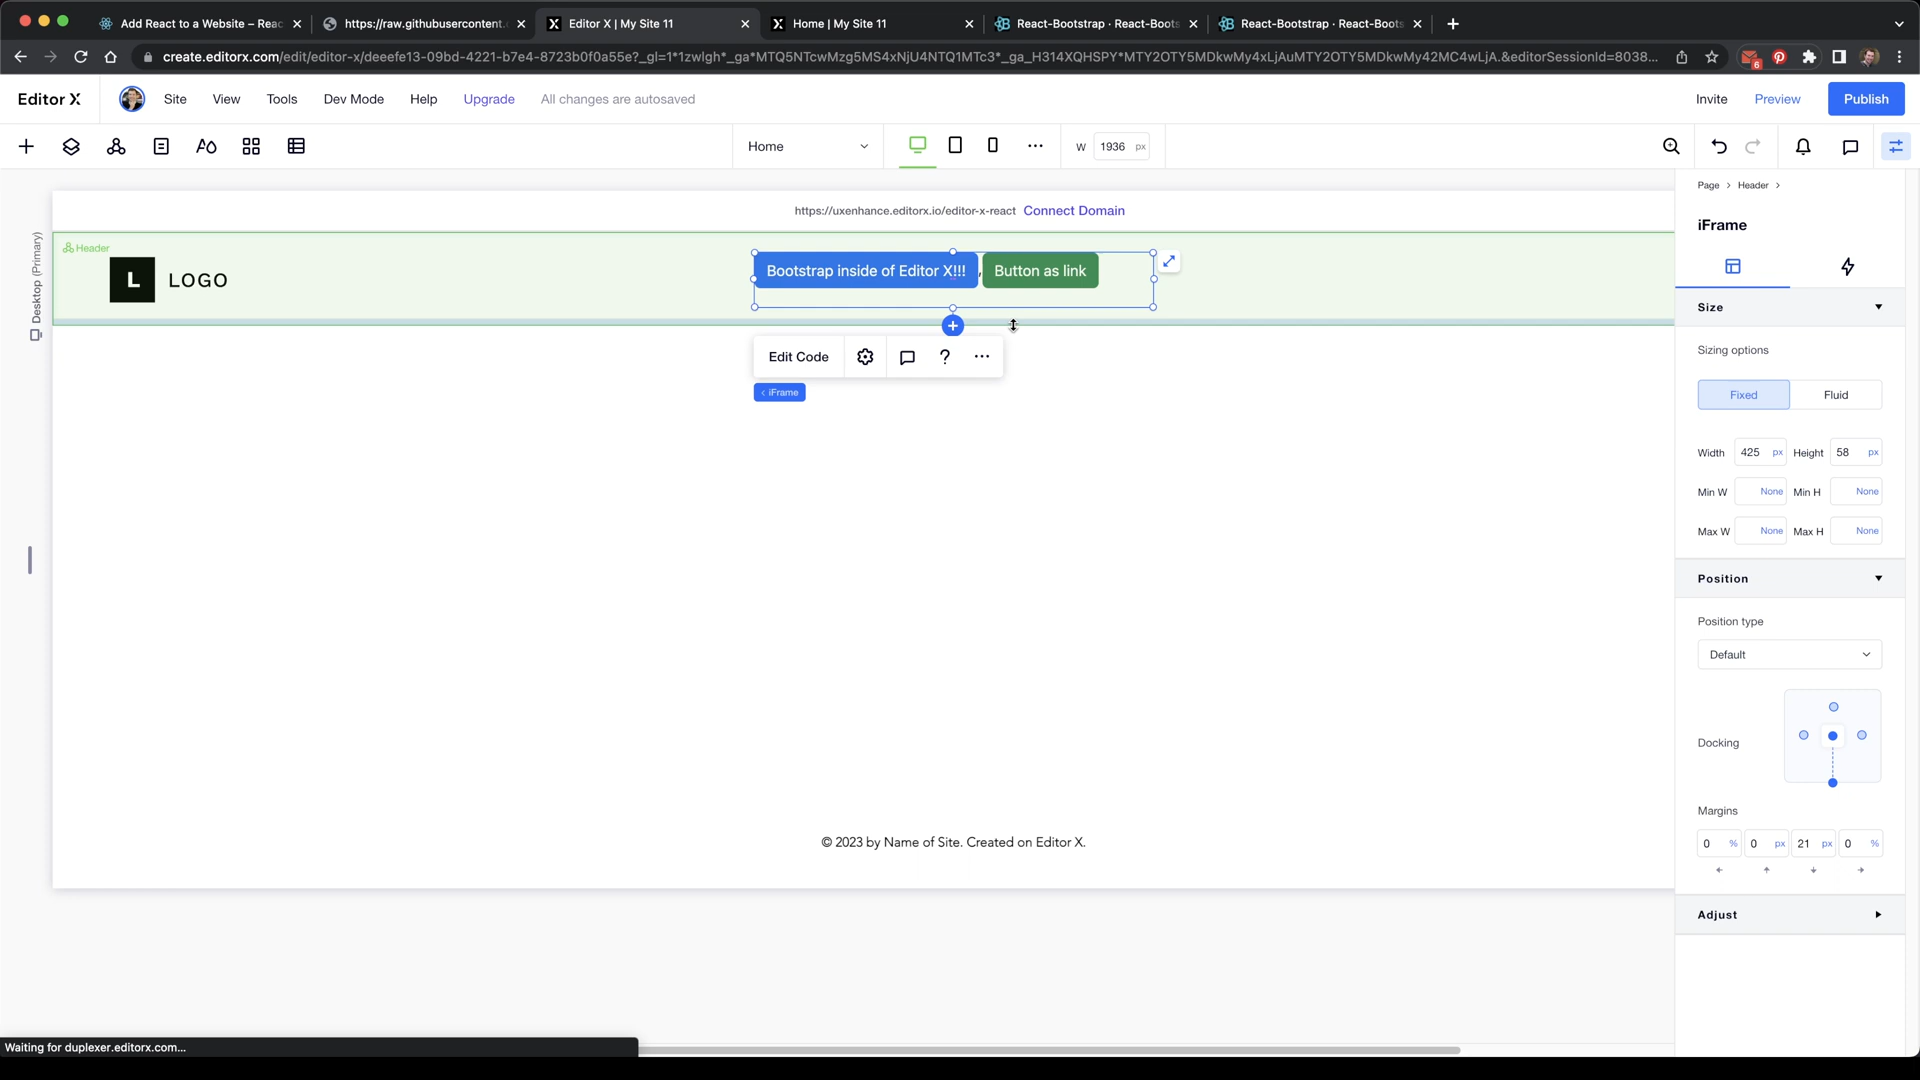 Add React to a Website – Reac
https://raw.githubusercontent.
Editor X | My Site 11
Home | My Site 11
React-Bootstrap · React-Boots
React-Bootstrap · React-Boots
create.editorx.com/edit/editor-x/deeefe13-09bd-4221-b7e4-8723b0f0a55e?_gl=1*1zwlgh*_ga*MTQ5NTcwMzg5MS4xNjU4NTQ1MTc3*_ga_H314XQHSPY*MTY2OTY5MDkwMy4xLjAuMTY2OTY5MDkwMy42MC4wLjA.&editorSessionId=8038...
6
Editor X
Site
View
Tools
Dev Mode
Help
Upgrade
All changes are autosaved
Invite
Preview
Publish
Home
W
1936 px
Page > Header >
https://uxenhance.editorx.io/editor-x-react Connect Domain
iFrame
Desktop (Primary)
Header
L LOGO
Bootstrap inside of Editor X!!! , Button as link
Edit Code
?
< iFrame
Size
Sizing options
Fixed
Fluid
Width 425 px Height 58 px
Min W None Min H None
Max W None Max H None
Position
Position type
Default
Docking
Margins
0 % 0 px 21 px 0 %
Adjust
© 2023 by Name of Site. Created on Editor X.
Waiting for duplexer.editorx.com...